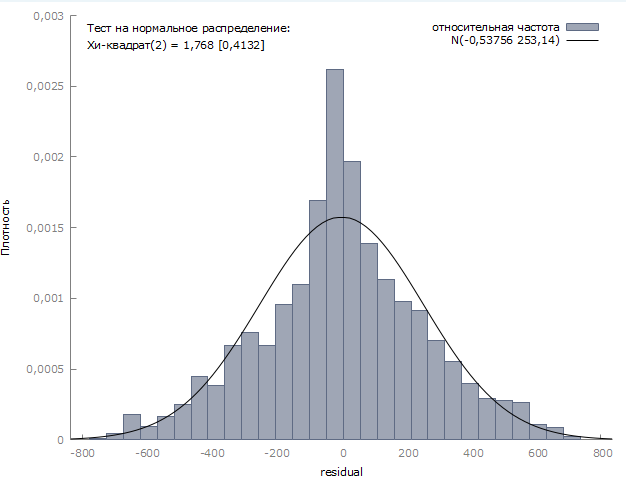 0,003
0,0025
0,002
0,0015
0,001
0,0005
0
Плотность
Тест на нормальное распределение:
Хи-квадрат(2) = 1,768 [0,4132]
относительная частота
N(-0,53756 253,14)
-800 -600 -400 -200 0 200 400 600 800
residual